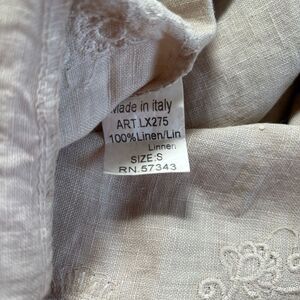 Made in italy
ART.LX275
100%Linen/Lin
Linnen
SIZE:S
RN.57343